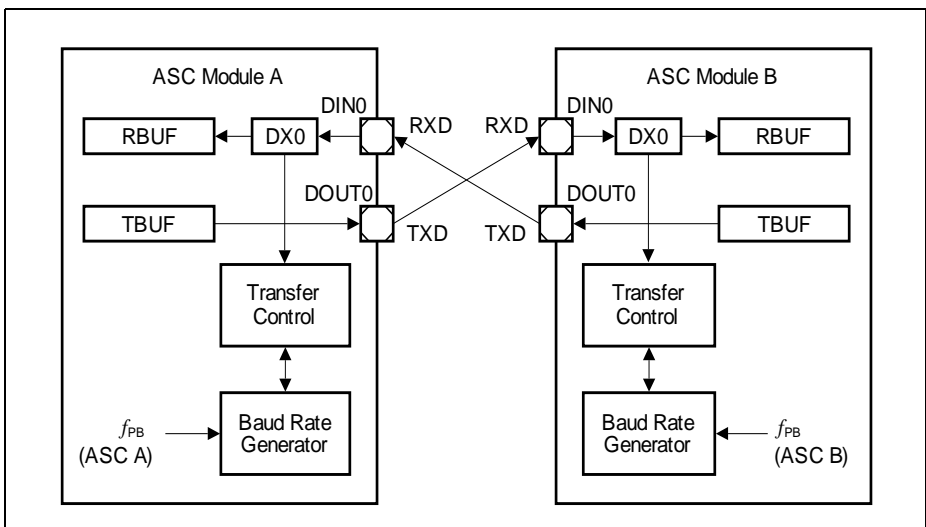 ASC Module A
DIN0
RXD
RBUF
DX0
DOUT0
TBUF
TXD
Transfer
Control
Baud Rate
Generator
fPB
(ASC A)
ASC Module B
RXD
DIN0
DX0
RBUF
DOUT0
TXD
TBUF
Transfer
Control
Baud Rate
Generator
fPB
(ASC B)